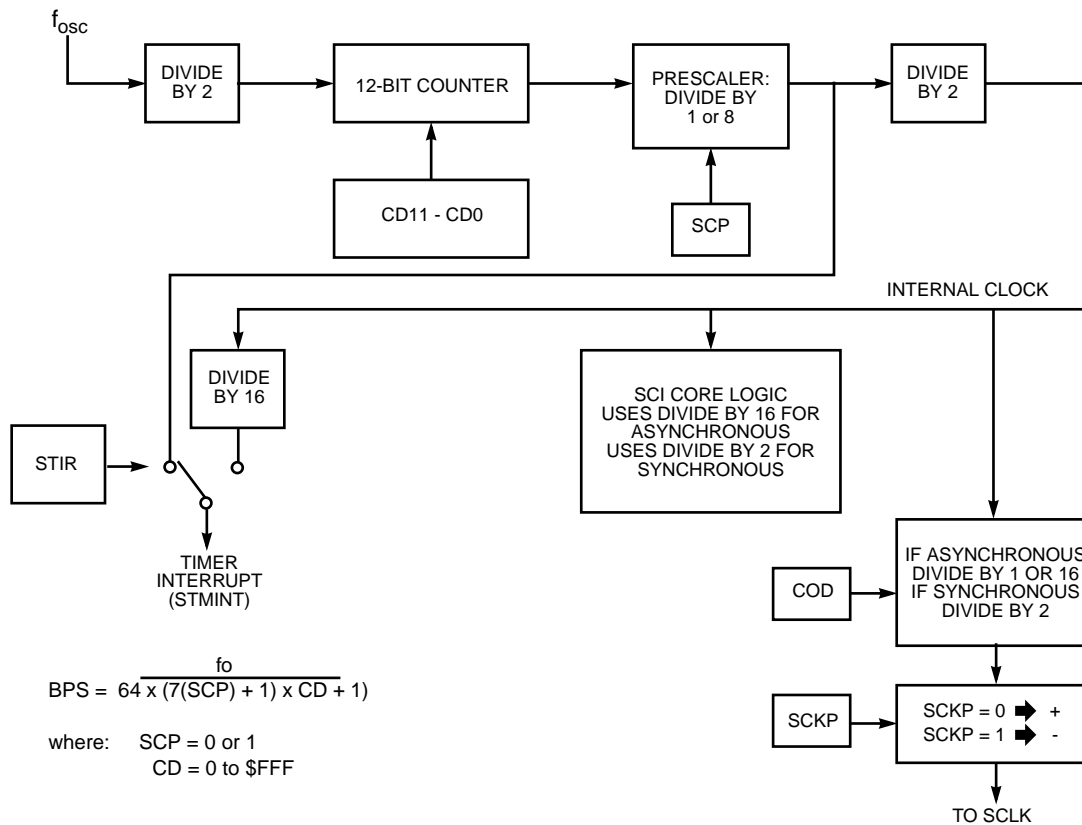 fosc
DIVIDE
BY 2
12-BIT COUNTER
PRESCALER:
DIVIDE BY
1 or 8
DIVIDE
BY 2
CD11 - CD0
SCP
INTERNAL CLOCK
DIVIDE
BY 16
SCI CORE LOGIC
USES DIVIDE BY 16 FOR
ASYNCHRONOUS
USES DIVIDE BY 2 FOR
SYNCHRONOUS
STIR
TIMER
INTERRUPT
(STMINT)
COD
IF ASYNCHRONOUS
DIVIDE BY 1 OR 16
IF SYNCHRONOUS
DIVIDE BY 2
fo
BPS = 64 x (7(SCP) + 1) x CD + 1)
where: SCP = 0 or 1
CD = 0 to $FFF
SCKP
SCKP = 0 ➡ +
SCKP = 1 ➡ -
TO SCLK